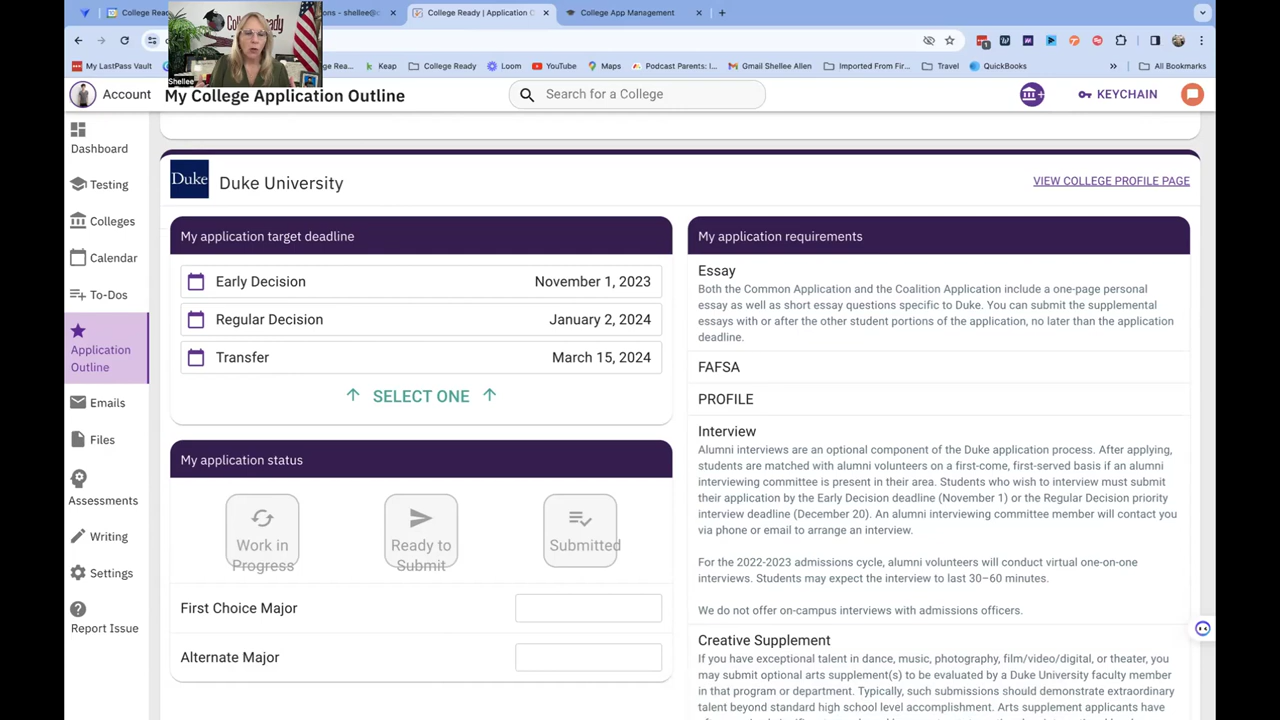 College Ready
ons - shellee@c
College Ready | Application O
College App Management
My LastPass Vault
College Rea...
Keap
College Ready
Loom
YouTube
Maps
Podcast Parents: I...
Gmail Shellee Allen
Imported From Fir...
Travel
QuickBooks
All Bookmarks
Shellee
Account
My College Application Outline
Search for a College
KEYCHAIN
Dashboard
Testing
Colleges
Calendar
To-Dos
Application
Outline
Emails
Files
Assessments
Writing
Settings
Report Issue
Duke
Duke University
VIEW COLLEGE PROFILE PAGE
My application target deadline
Early Decision November 1, 2023
Regular Decision January 2, 2024
Transfer March 15, 2024
SELECT ONE
My application status
Work in
Progress
Ready to
Submit
Submitted
First Choice Major
Alternate Major
My application requirements
Essay
Both the Common Application and the Coalition Application include a one-page personal
essay as well as short essay questions specific to Duke. You can submit the supplemental
essays with or after the other student portions of the application, no later than the application
deadline.
FAFSA
PROFILE
Interview
Alumni interviews are an optional component of the Duke application process. After applying,
students are matched with alumni volunteers on a first-come, first-served basis if an alumni
interviewing committee is present in their area. Students who wish to interview must submit
their application by the Early Decision deadline (November 1) or the Regular Decision priority
interview deadline (December 20). An alumni interviewing committee member will contact you
via phone or email to arrange an interview.
For the 2022-2023 admissions cycle, alumni volunteers will conduct virtual one-on-one
interviews. Students may expect the interview to last 30–60 minutes.
We do not offer on-campus interviews with admissions officers.
Creative Supplement
If you have exceptional talent in dance, music, photography, film/video/digital, or theater, you
may submit optional arts supplement(s) to be evaluated by a Duke University faculty member
in that program or department. Typically, such submissions should demonstrate extraordinary
talent beyond standard high school level accomplishment. Arts supplement applicants have